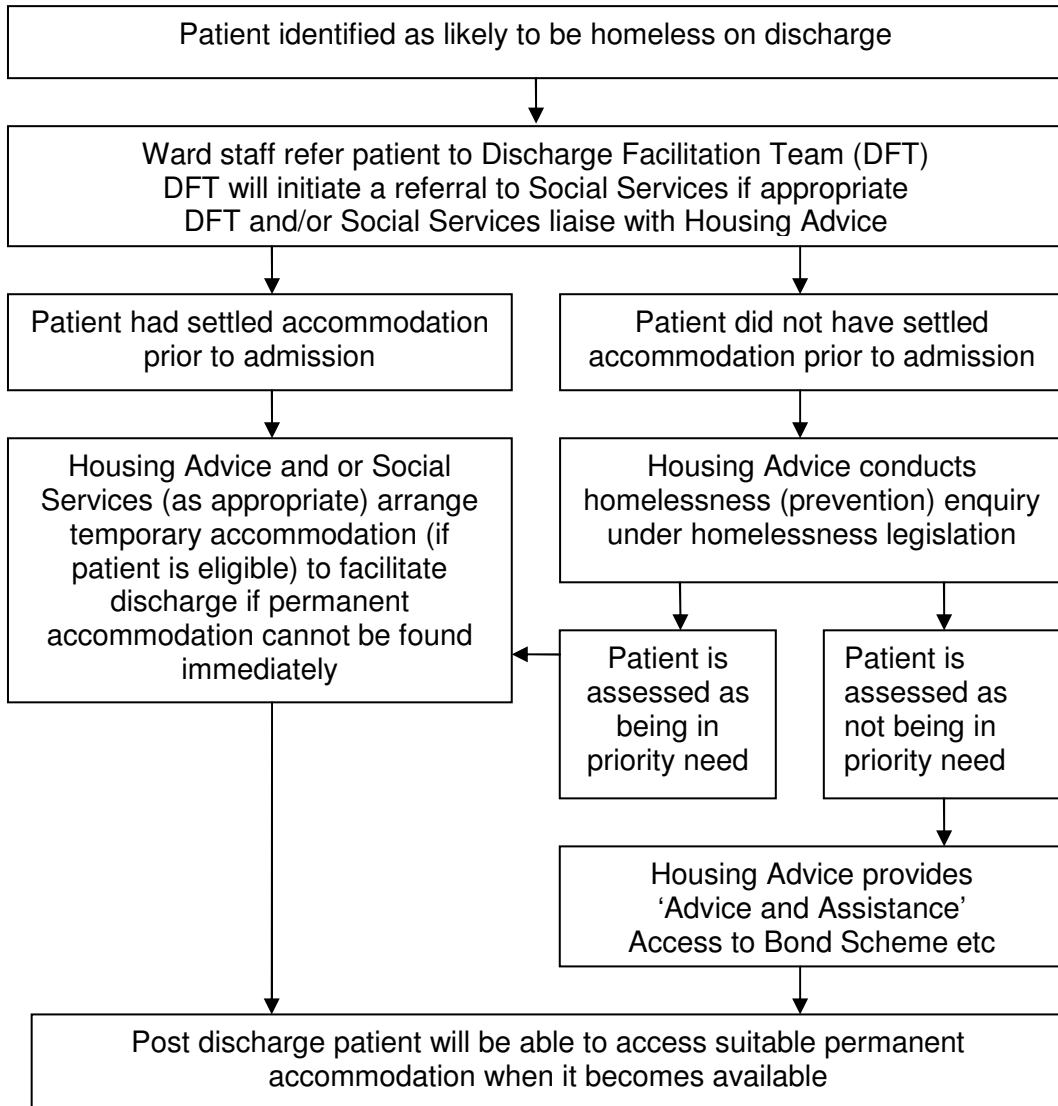 Patient identified as likely to be homeless on discharge
Ward staff refer patient to Discharge Facilitation Team (DFT)
DFT will initiate a referral to Social Services if appropriate
DFT and/or Social Services liaise with Housing Advice
Patient had settled accommodation
prior to admission
Patient did not have settled
accommodation prior to admission
Housing Advice and or Social
Services (as appropriate) arrange
temporary accommodation (if
patient is eligible) to facilitate
discharge if permanent
accommodation cannot be found
immediately
Housing Advice conducts
homelessness (prevention) enquiry
under homelessness legislation
Patient is
assessed as
being in
priority need
Patient is
assessed as
not being in
priority need
Housing Advice provides
‘Advice and Assistance’
Access to Bond Scheme etc
Post discharge patient will be able to access suitable permanent
accommodation when it becomes available